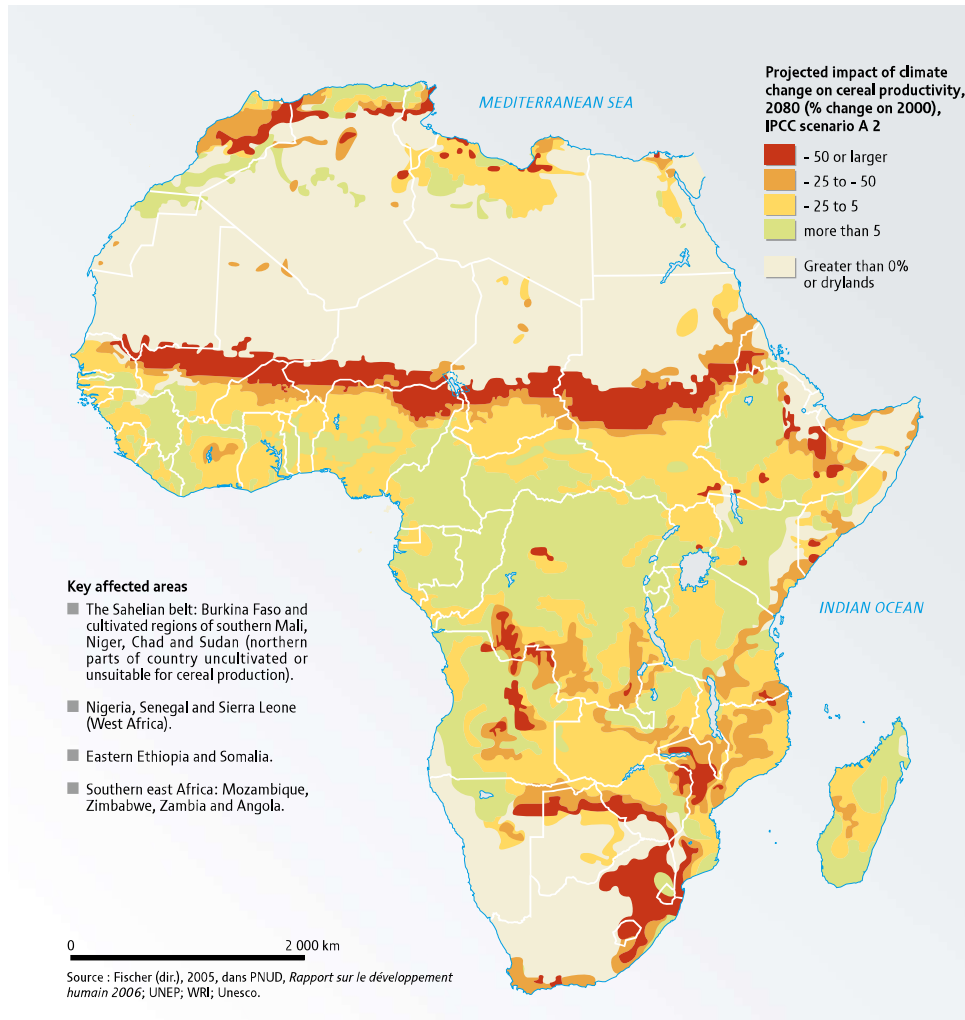 MEDITERRANEAN SEA
Projected impact of climate
change on cereal productivity,
2080 (% change on 2000),
IPCC scenario A 2
- 50 or larger
- 25 to - 50
- 25 to 5
more than 5
Greater than 0%
or drylands
INDIAN OCEAN
Key affected areas
The Sahelian belt: Burkina Faso and
cultivated regions of southern Mali,
Niger, Chad and Sudan (northern
parts of country uncultivated or
unsuitable for cereal production).
Nigeria, Senegal and Sierra Leone
(West Africa).
Eastern Ethiopia and Somalia.
Southern east Africa: Mozambique,
Zimbabwe, Zambia and Angola.
0 2 000 km
Source : Fischer (dir.), 2005, dans PNUD, Rapport sur le développement
humain 2006; UNEP; WRI; Unesco.